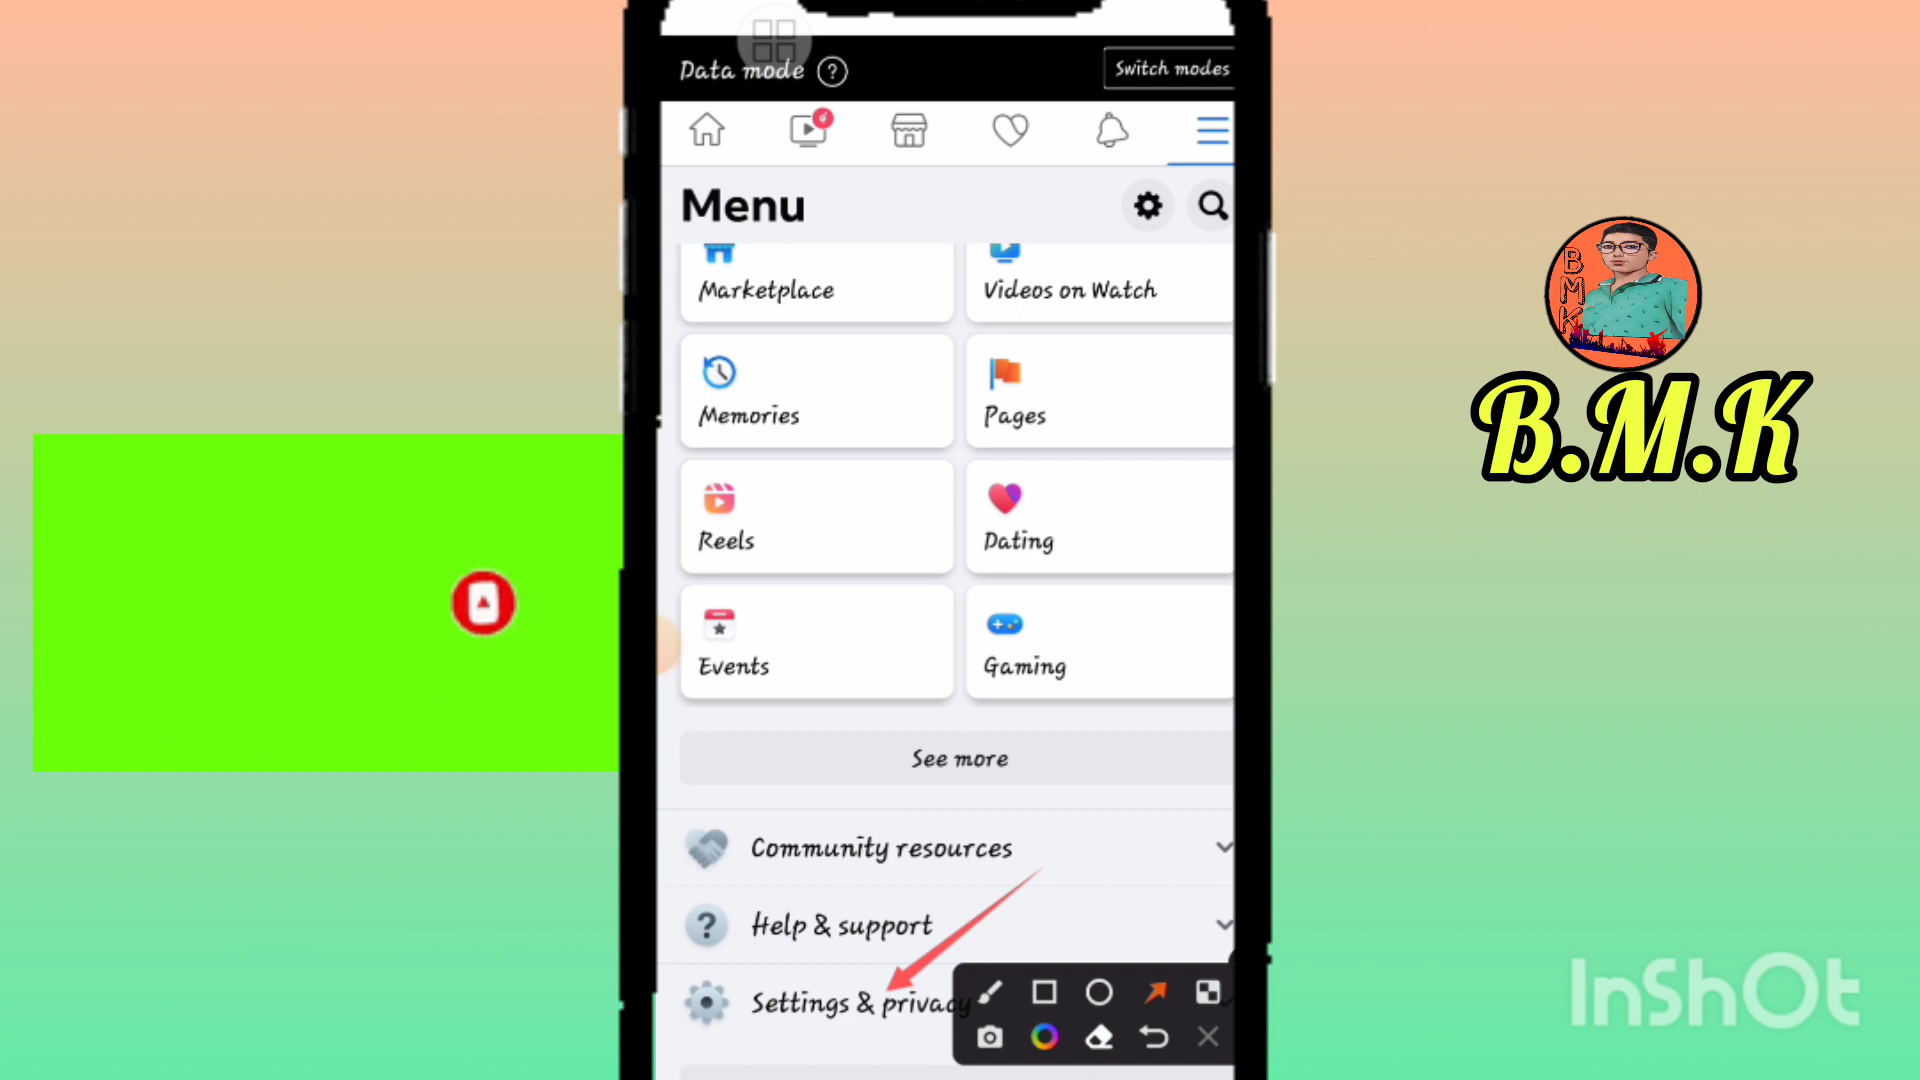 Data mode
Switch modes
Menu
Marketplace
Videos on Watch
Memories
Pages
Reels
Dating
Events
Gaming
See more
Community resources
Help & support
Settings & privacy
BMK
B.M.K
InShOt